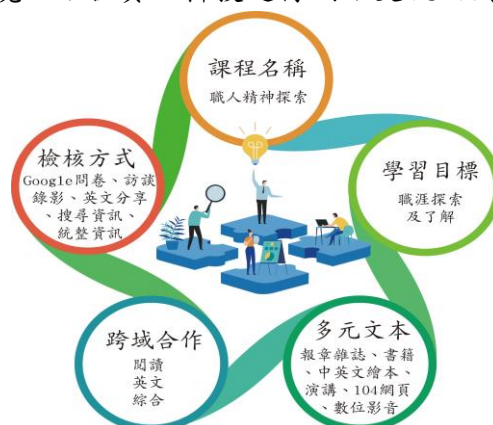 課程名稱
職人精神探索
學習目標
職涯探索
及了解
多元文本
報章雜誌、書籍
、中英文繪本、
演講、104網頁
、數位影音
跨域合作
閱讀
英文
綜合
檢核方式
Google問卷、訪談
錄影、英文分享
、搜尋資訊、
統整資訊